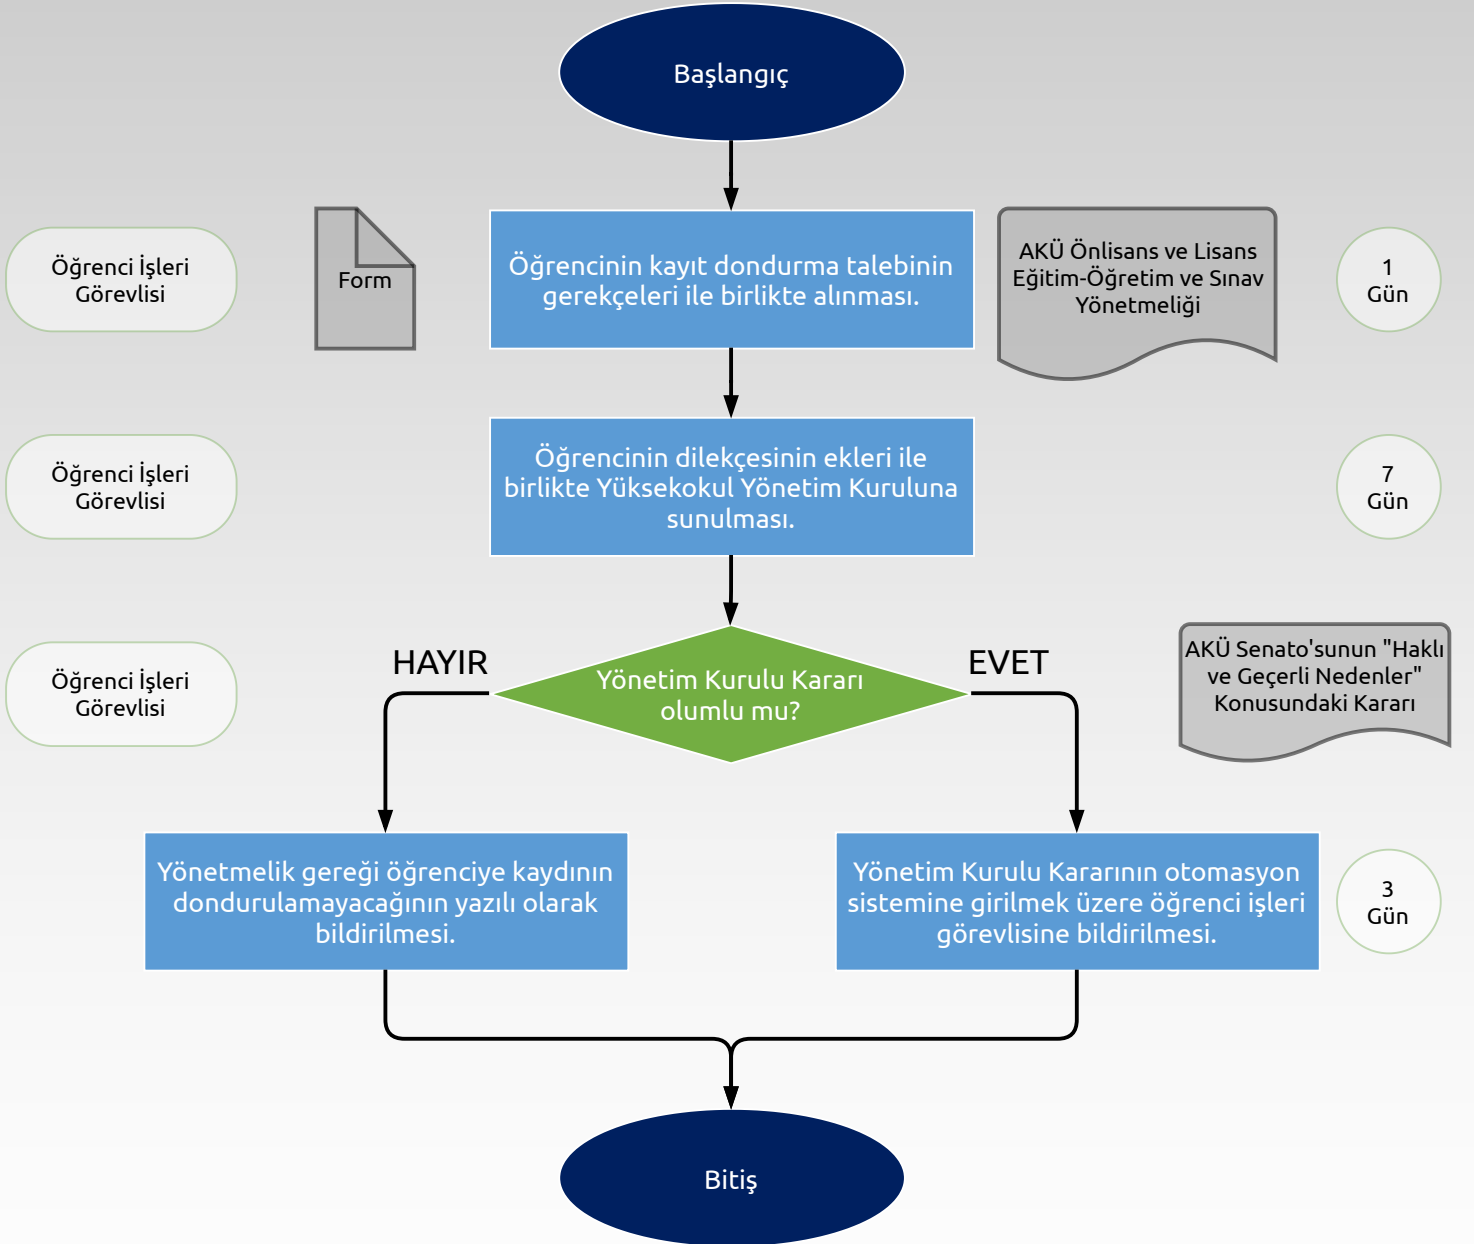 Başlangıç
Öğrenci İşleri
Görevlisi
Form
Öğrencinin kayıt dondurma talebinin
gerekçeleri ile birlikte alınması.
AKÜ Önlisans ve Lisans
Eğitim-Öğretim ve Sınav
Yönetmeliği
1
Gün
Öğrenci İşleri
Görevlisi
Öğrencinin dilekçesinin ekleri ile
birlikte Yüksekokul Yönetim Kuruluna
sunulması.
7
Gün
Öğrenci İşleri
Görevlisi
HAYIR
Yönetim Kurulu Kararı
olumlu mu?
EVET
AKÜ Senato'sunun "Haklı
ve Geçerli Nedenler"
Konusundaki Kararı
Yönetmelik gereği öğrenciye kaydının
dondurulamayacağının yazılı olarak
bildirilmesi.
Yönetim Kurulu Kararının otomasyon
sistemine girilmek üzere öğrenci işleri
görevlisine bildirilmesi.
3
Gün
Bitiş